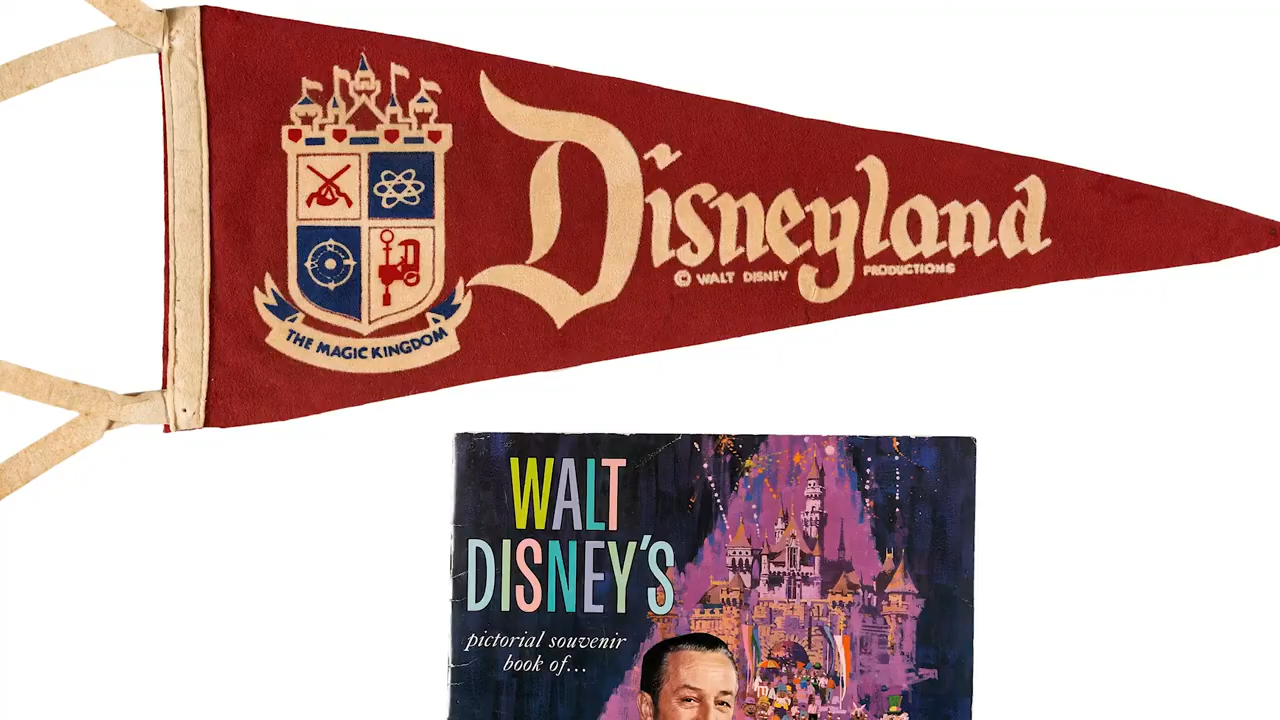 Disneyland
© WALT DISNEY PRODUCTIONS
THE MAGIC KINGDOM
WALT
DISNEY'S
pictorial souvenir
book of...